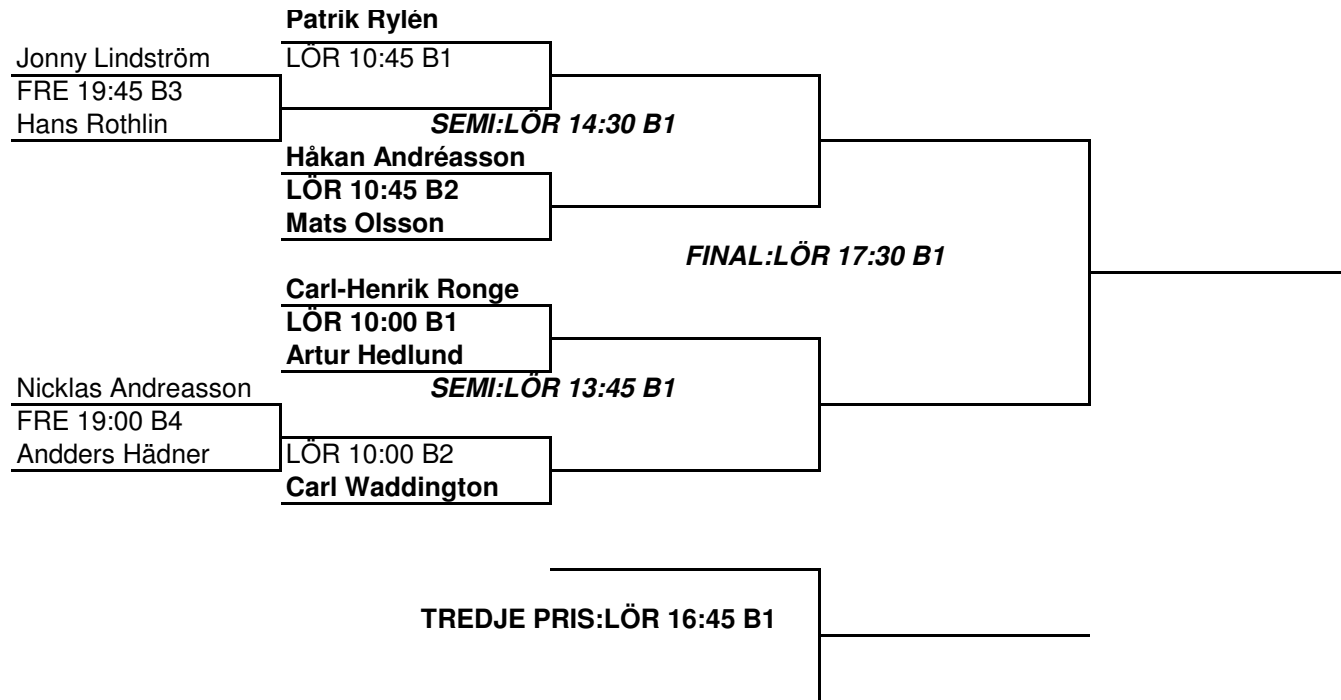 Patrik Rylén
Jonny Lindström
LÖR 10:45 B1
FRE 19:45 B3
Hans Rothlin
SEMI:LÖR 14:30 B1
Håkan Andréasson
LÖR 10:45 B2
Mats Olsson
FINAL:LÖR 17:30 B1
Carl-Henrik Ronge
LÖR 10:00 B1
Artur Hedlund
Nicklas Andreasson
SEMI:LÖR 13:45 B1
FRE 19:00 B4
Andders Hädner
LÖR 10:00 B2
Carl Waddington
TREDJE PRIS:LÖR 16:45 B1